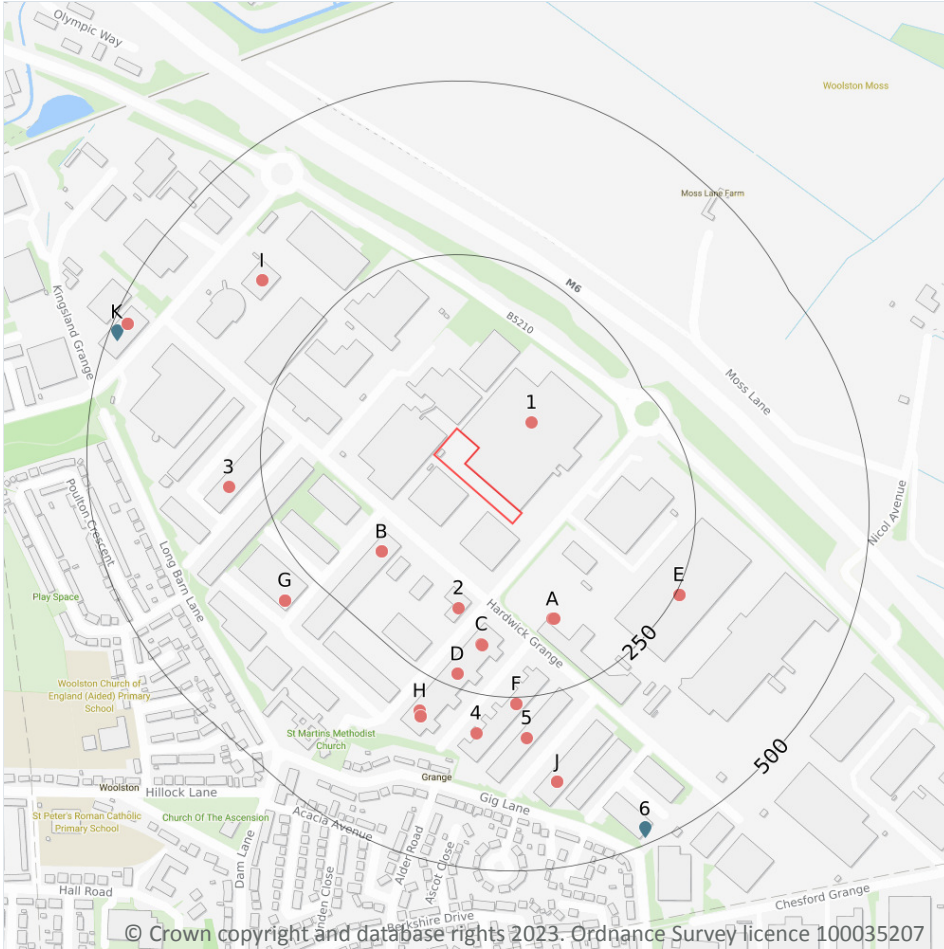 Olympic Way
Woolston Moss
Moss Lane Farm
I
M6
K
Kingsland Grange
B5210
Moss Lane
1
3
Poulton Crescent
Nicol Avenue
B
Long Barn Lane
E
G
Play Space
2
A
Hardwick Grange
C
250
D
F
Woolston Church of
England (Aided) Primary
School
H
4
5
St Martins Methodist
Church
500
J
Grange
Woolston
Hillock Lane
Gig Lane
6
St Peter's Roman Catholic
Primary School
Church Of The Ascension
Acacia Avenue
Dam Lane
Alder Road
Ascot Close
Hall Road
Linden Close
Chesford Grange
Berkshire Drive
© Crown copyright and database rights 2023. Ordnance Survey licence 100035207